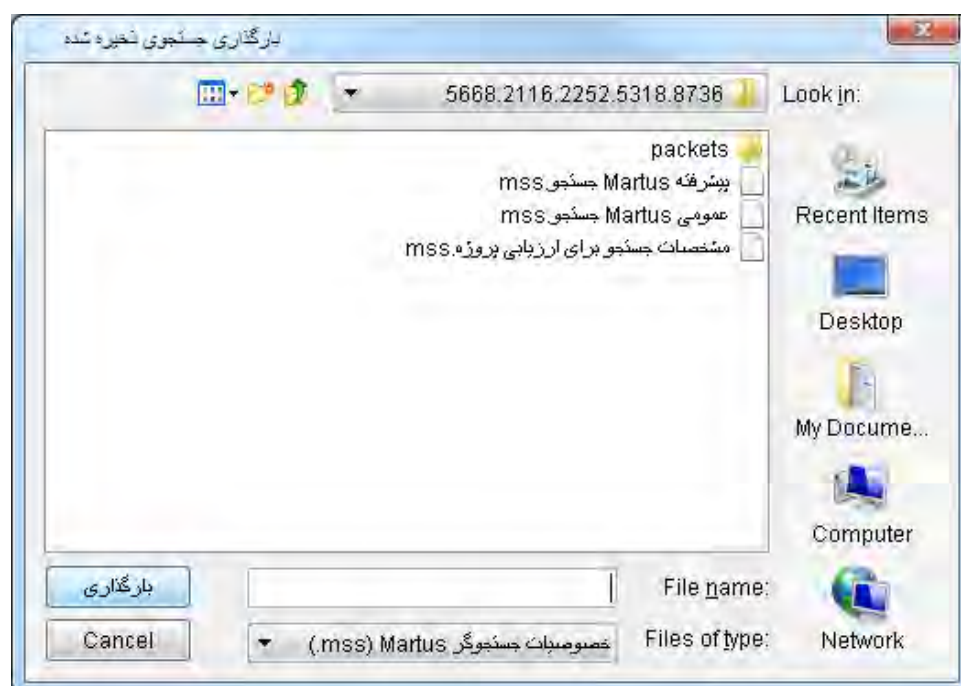 بارگذاری جستجوی ذخیره شده
Look in:
5668.2116.2252.5318.8736
packets
پیشرفته Martus جستجو.mss
عمومی Martus جستجو.mss
مشخصات جستجو برای ارزیابی پروژه.mss
Recent Items
Desktop
My Docume...
Computer
Network
File name:
بارگذاری
Files of type:
خصوصیات جستجوگر Martus (.mss)
Cancel